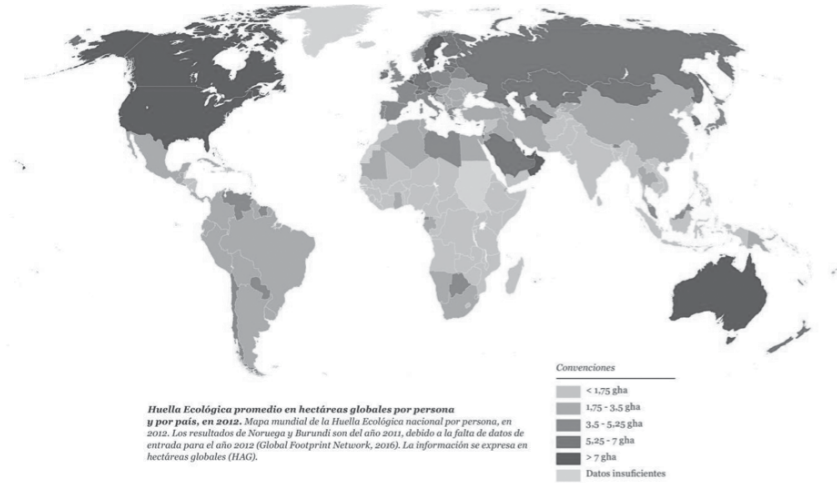 Convenciones
< 1,75 gha
1,75 - 3,5 gha
3,5 - 5,25 gha
5,25 - 7 gha
> 7 gha
Datos insuficientes
Huella Ecológica promedio en hectáreas globales por persona
y por país, en 2012. Mapa mundial de la Huella Ecológica nacional por persona, en
2012. Los resultados de Noruega y Burundi son del año 2011, debido a la falta de datos de
entrada para el año 2012 (Global Footprint Network, 2016). La información se expresa en
hectáreas globales (HAG).